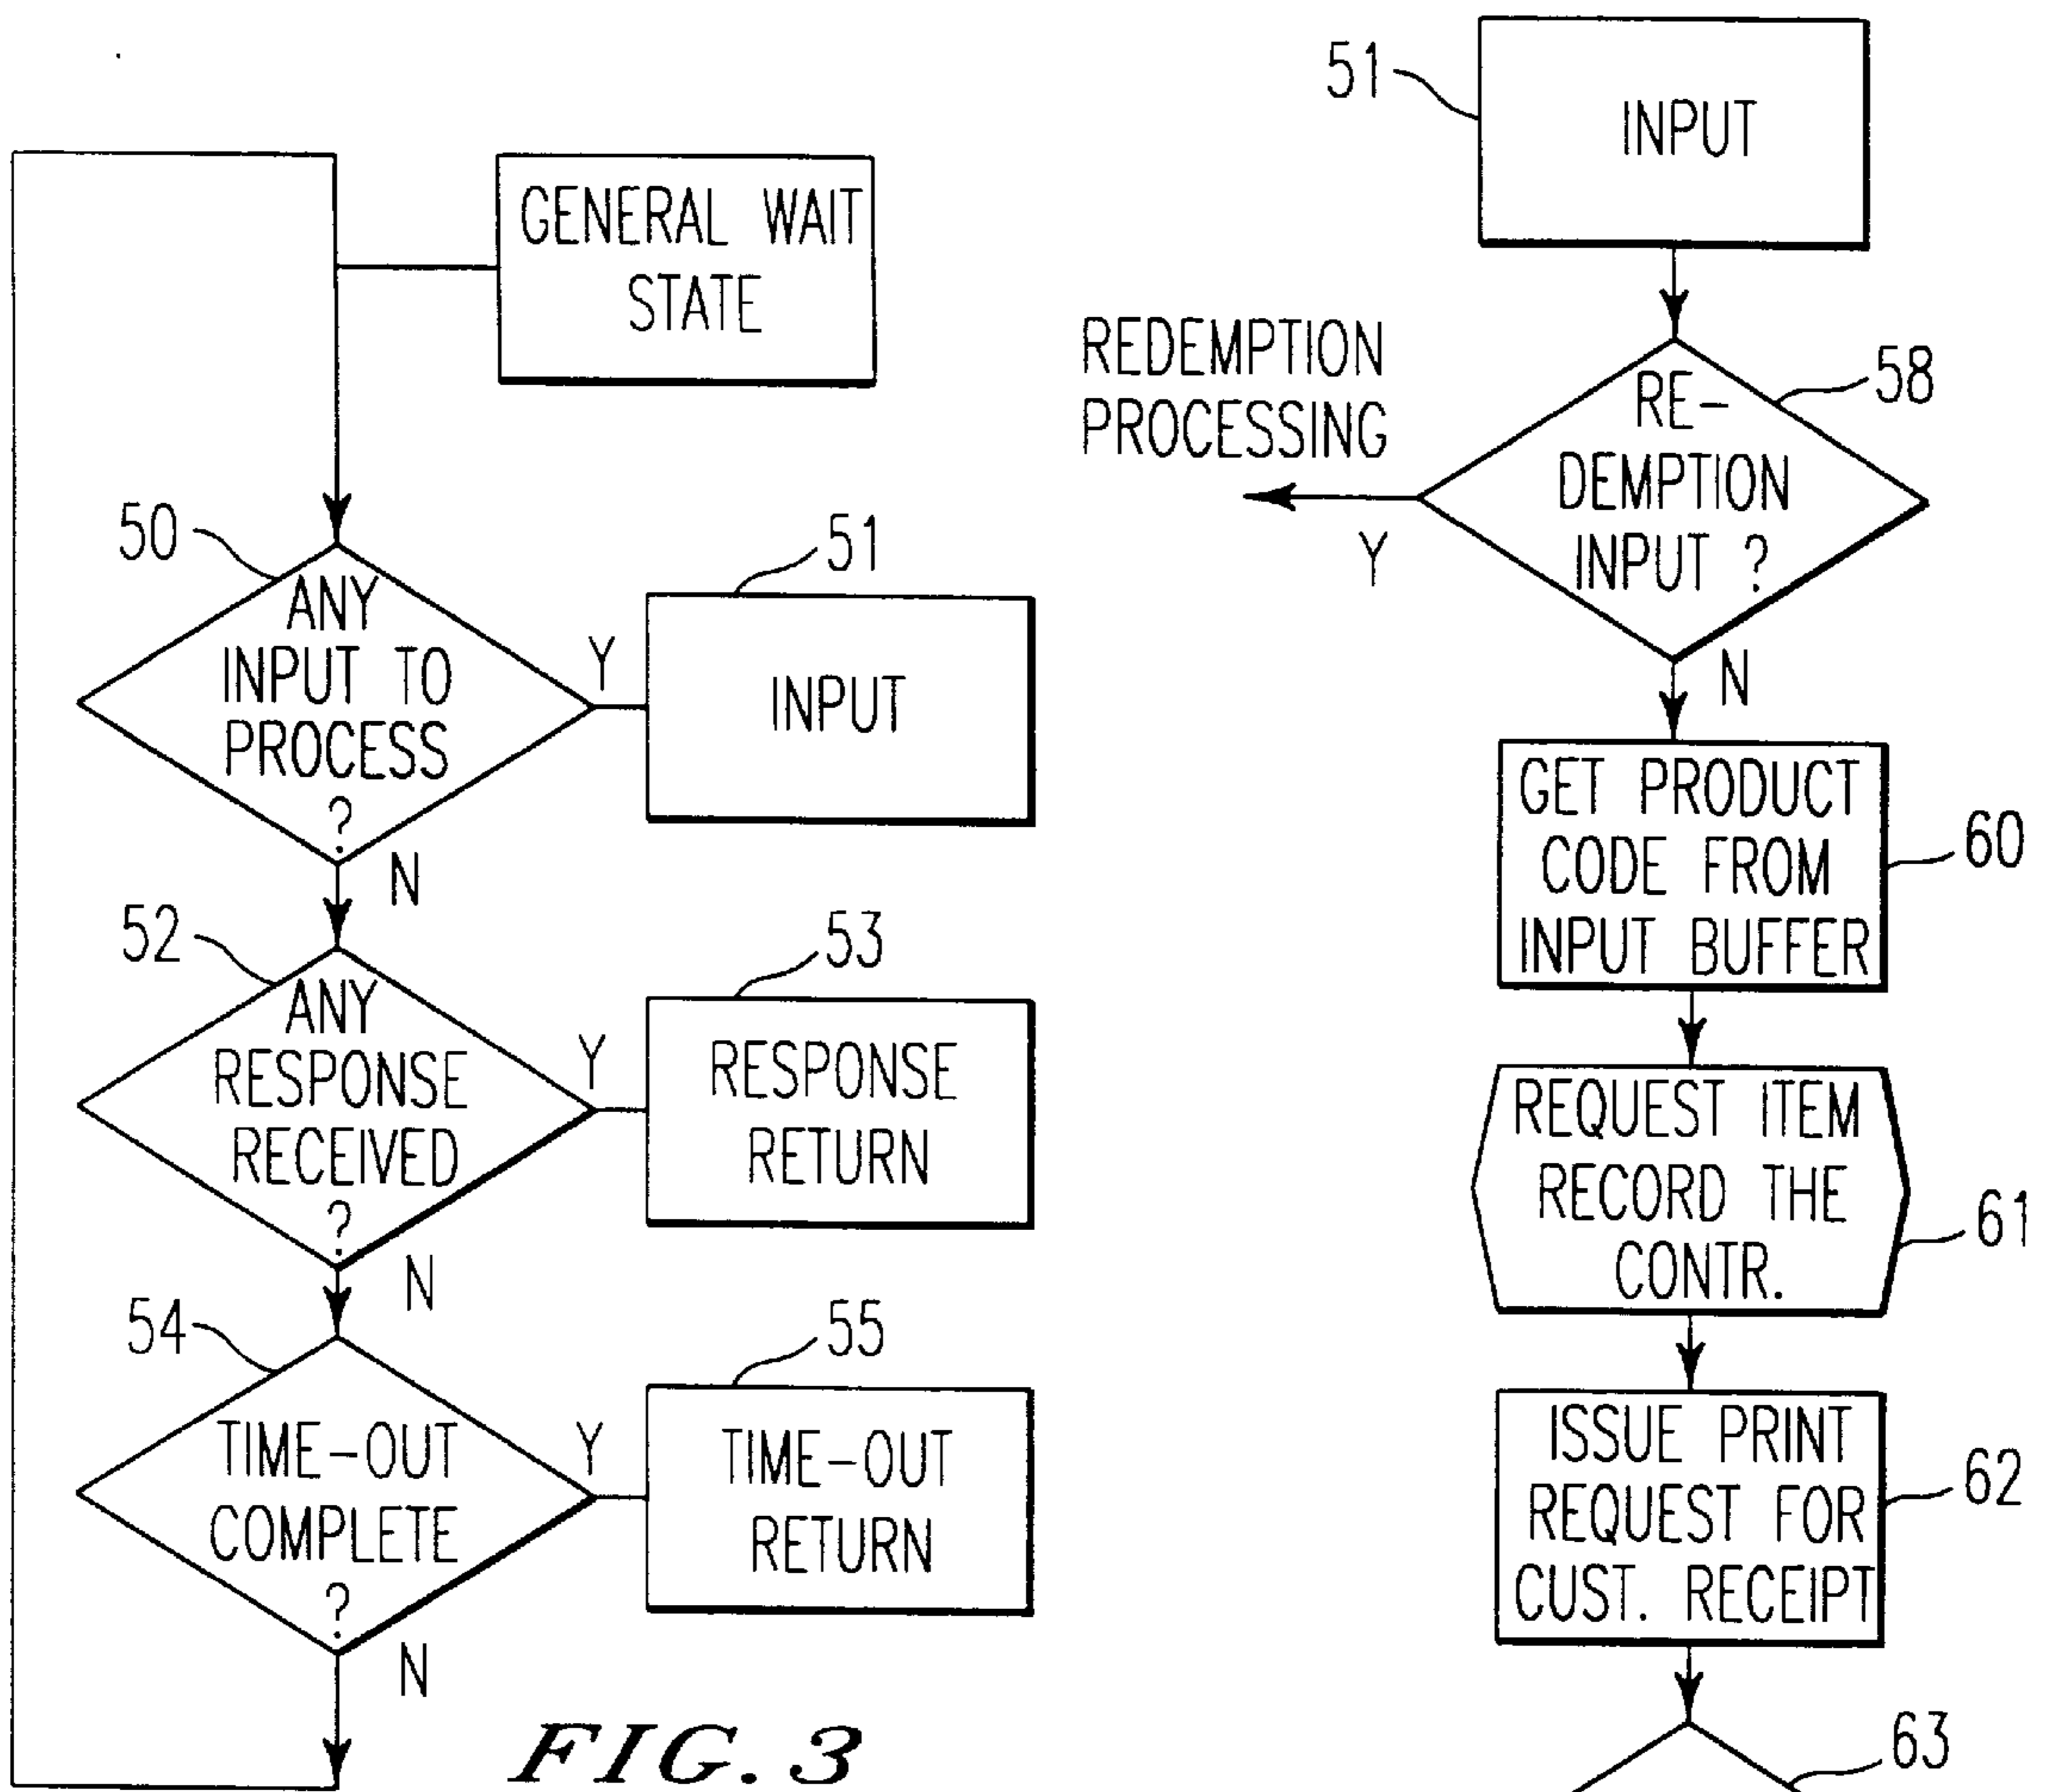 GENERAL WAIT
STATE
50
ANY
INPUT TO
PROCESS
?
Y
51
INPUT
N
52
ANY
RESPONSE
RECEIVED
?
Y
53
RESPONSE
RETURN
N
54
TIME-OUT
COMPLETE
?
Y
55
TIME-OUT
RETURN
N
FIG. 3
51
INPUT
REDEMPTION
PROCESSING
Y
58
RE-
DEMPTION
INPUT ?
N
GET PRODUCT
CODE FROM
INPUT BUFFER
60
REQUEST ITEM
RECORD THE
CONTR.
61
ISSUE PRINT
REQUEST FOR
CUST. RECEIPT
62
63